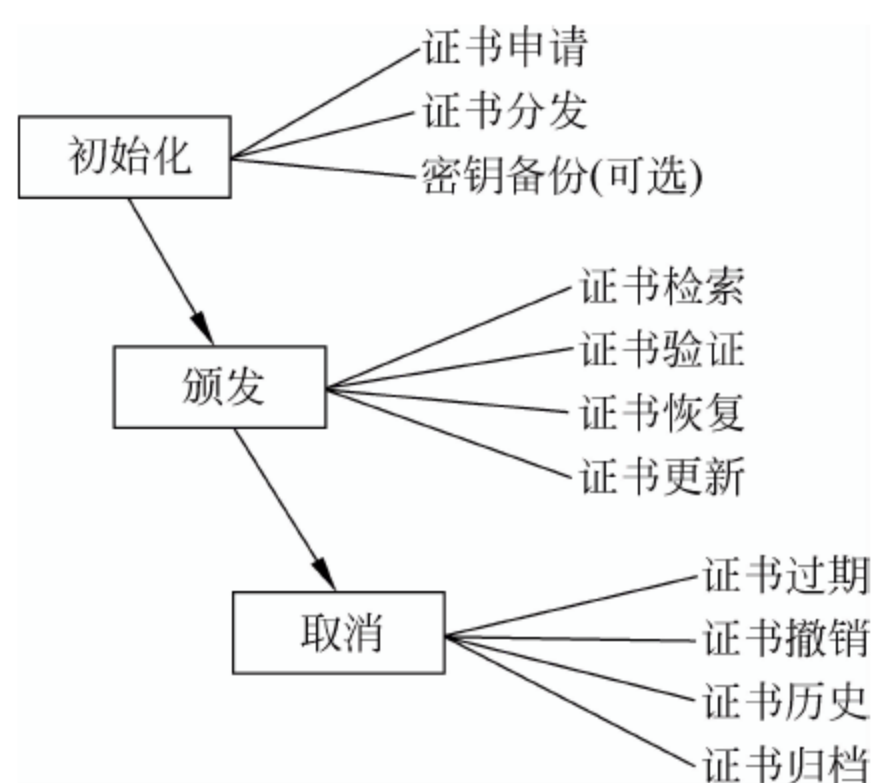 证书申请
证书分发
初始化
密钥备份(可选)
证书检索
证书验证
颁发
证书恢复
证书更新
证书过期
取消
证书撤销
证书历史
证书归档